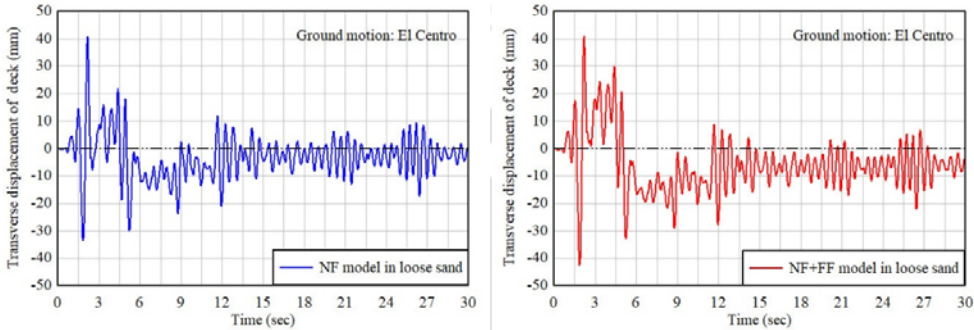 50
40
30
20
10
0
-10
-20
-30
-40
-50
Transverse displacement of deck (mm)
Ground motion: El Centro
NF model in loose sand
0 3 6 9 12 15 18 21 24 27 30
Time (sec)
50
40
30
20
10
0
-10
-20
-30
-40
-50
Transverse displacement of deck (mm)
Ground motion: El Centro
NF+FF model in loose sand
0 3 6 9 12 15 18 21 24 27 30
Time (sec)